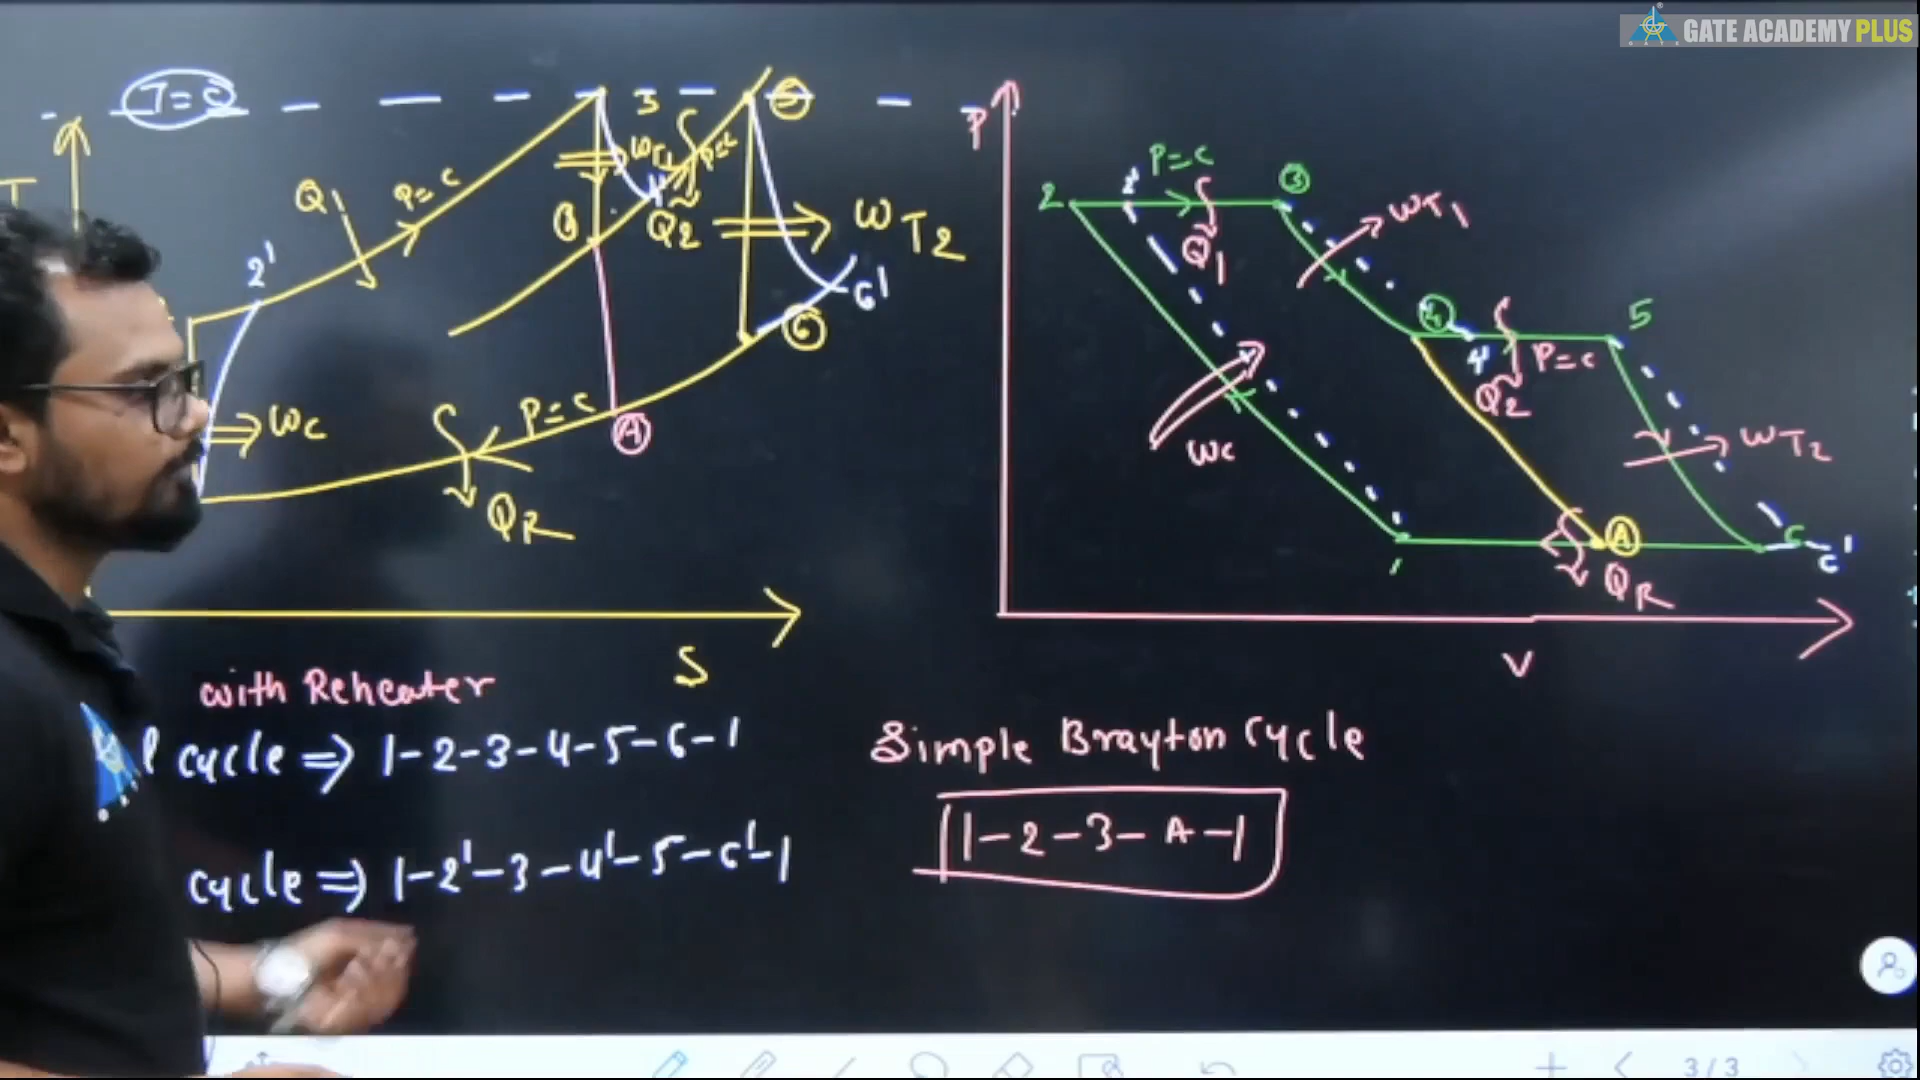 GATE ACADEMY PLUS
T=C
T
3
5
WT1
P=C
Q1
P=C
2'
4'
Q2
WT2
6'
6
WC
P=C
A
QR
S
P
P=C
2
2'
3
WT1
Q1
4
5
4'
P=C
Q2
WC
WT2
A
6
6'
1
QR
V
with Reheater
cycle ⇒ 1-2-3-4-5-6-1
cycle ⇒ 1-2'-3-4'-5-6'-1
Simple Brayton cycle
1-2-3-A-1
3/3